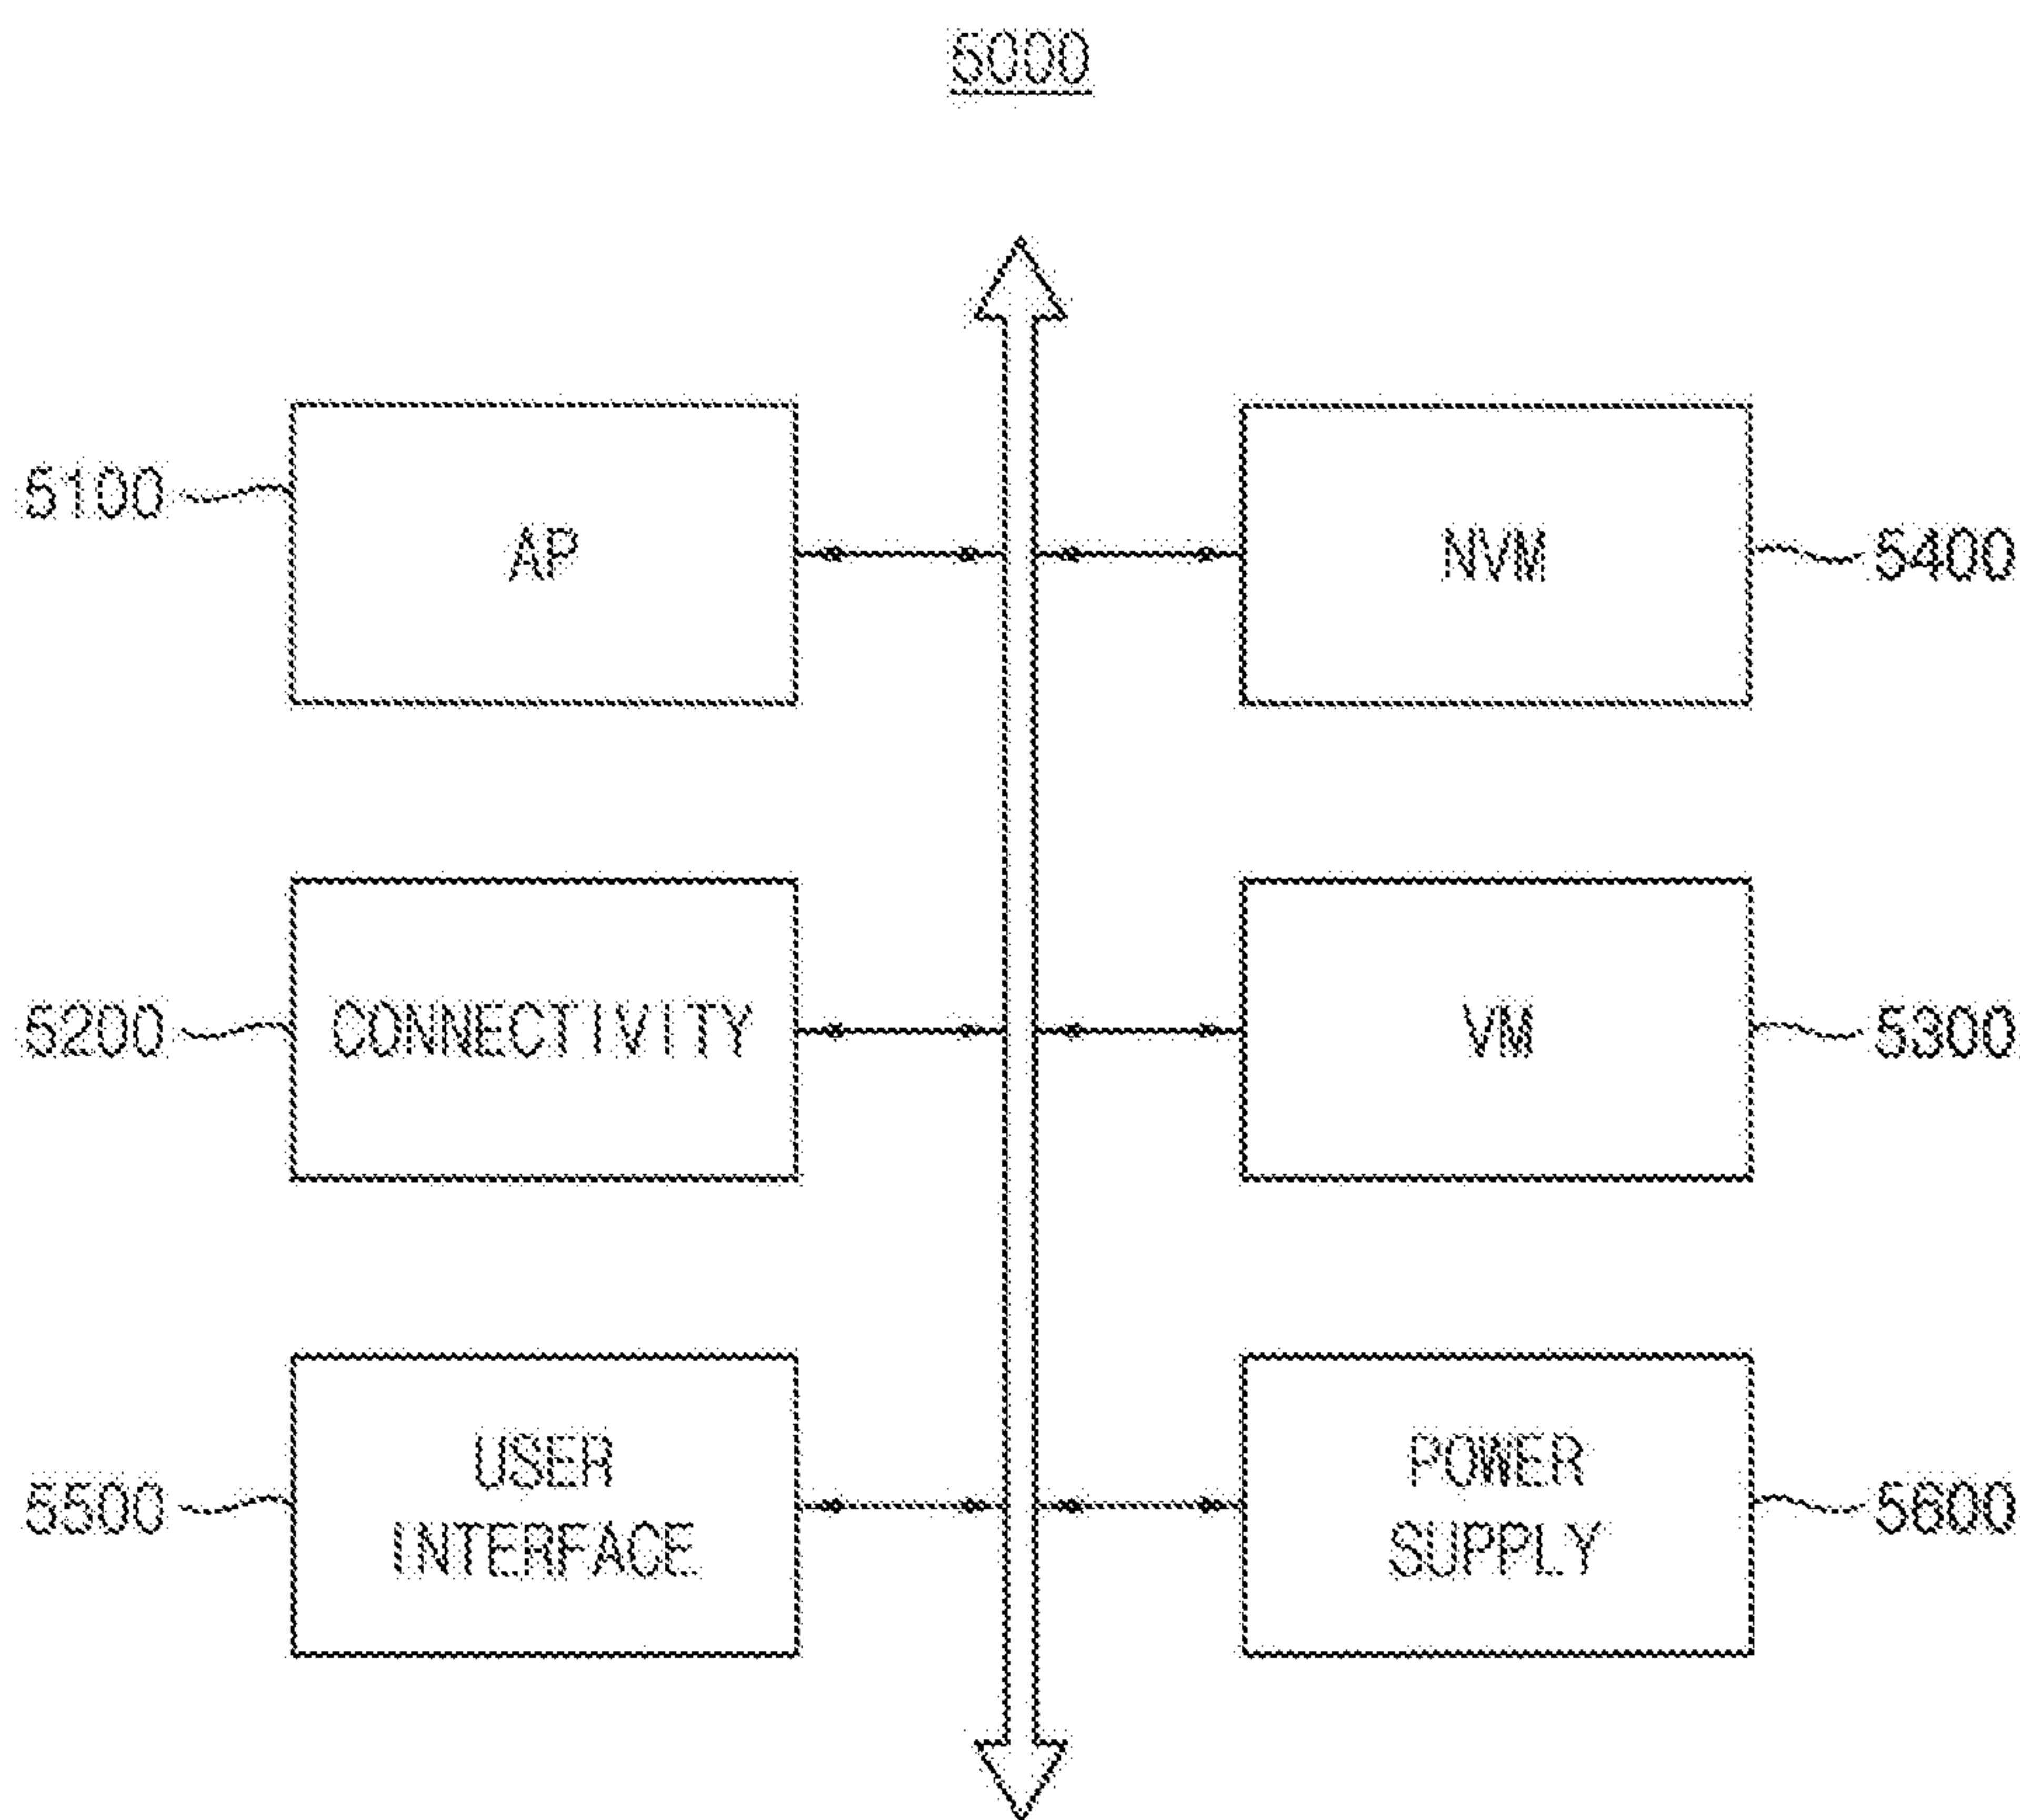 5000
5100
AP
NVM
5400
5200
CONNECTIVITY
VM
5300
5500
USER
INTERFACE
POWER
SUPPLY
5600